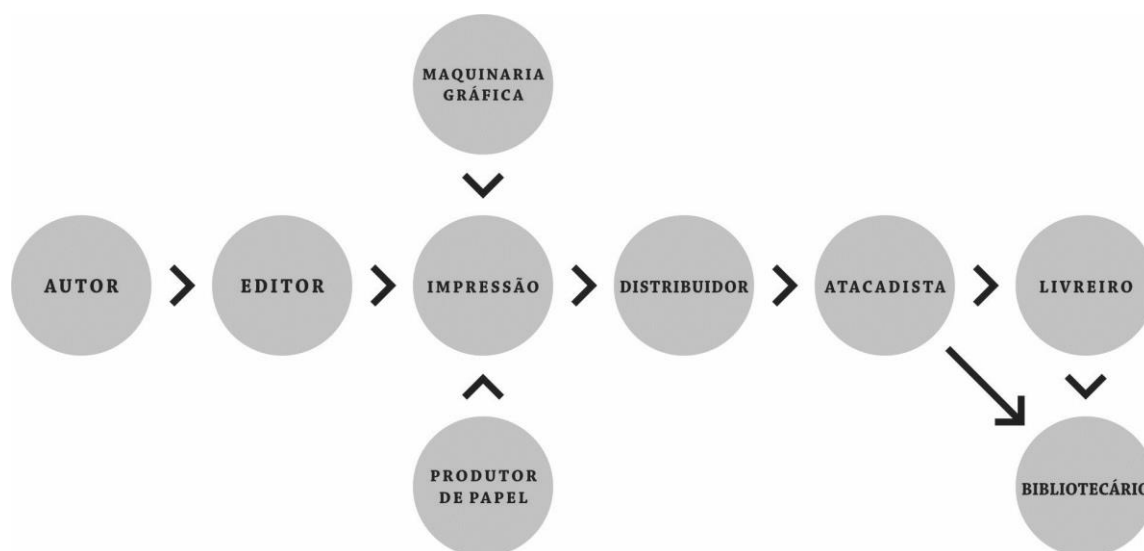 MAQUINARIA
GRÁFICA
AUTOR
EDITOR
IMPRESSÃO
DISTRIBUIDOR
ATACADISTA
LIVREIRO
PRODUTOR
DE PAPEL
BIBLIOTECÁRIO